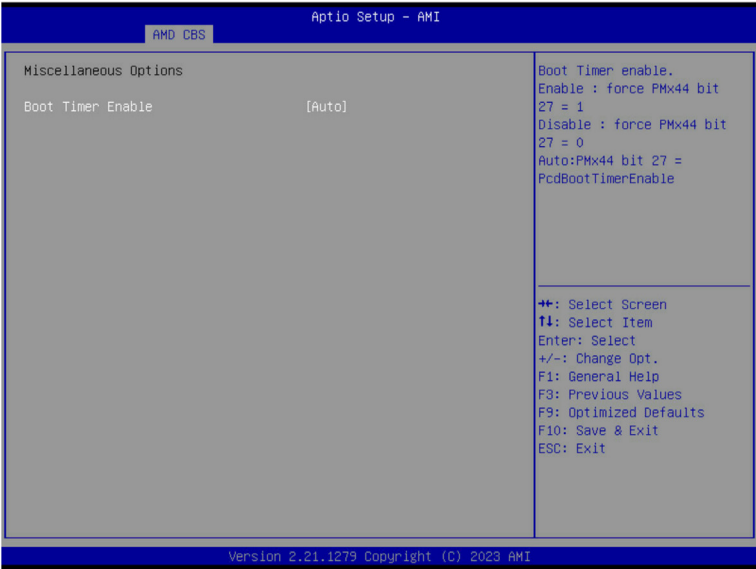 Aptio Setup – AMI
AMD CBS
Miscellaneous Options
Boot Timer Enable [Auto]
Boot Timer enable.
Enable : force PMx44 bit
27 = 1
Disable : force PMx44 bit
27 = 0
Auto:PMx44 bit 27 =
PcdBootTimerEnable
→←: Select Screen
↑↓: Select Item
Enter: Select
+/-: Change Opt.
F1: General Help
F3: Previous Values
F9: Optimized Defaults
F10: Save & Exit
ESC: Exit
Version 2.21.1279 Copyright (C) 2023 AMI